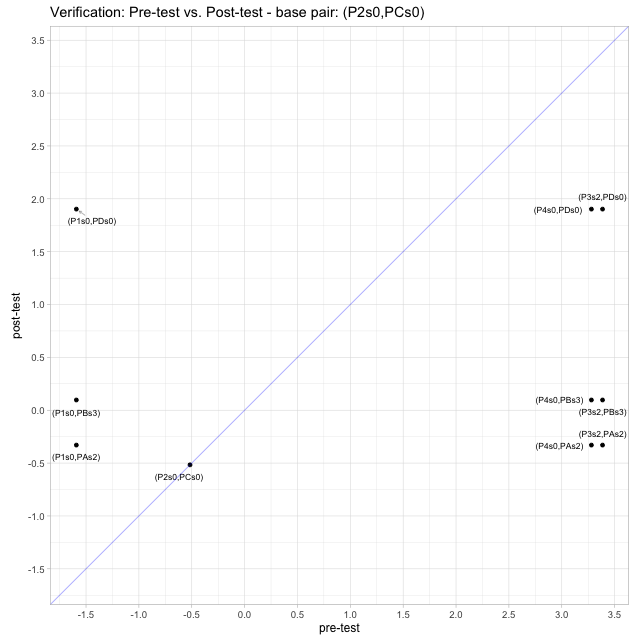 Verification: Pre-test vs. Post-test - base pair: (P2s0,PCs0)
3.5
3.0
2.5
2.0
1.5
1.0
0.5
0.0
-0.5
-1.0
-1.5
post-test
(P3s2,PDs0)
(P4s0,PDs0)
(P1s0,PDs0)
(P4s0,PBs3)
(P1s0,PBs3)
(P3s2,PBs3)
(P3s2,PAs2)
(P4s0,PAs2)
(P1s0,PAs2)
(P2s0,PCs0)
-1.5 -1.0 -0.5 0.0 0.5 1.0 1.5 2.0 2.5 3.0 3.5
pre-test